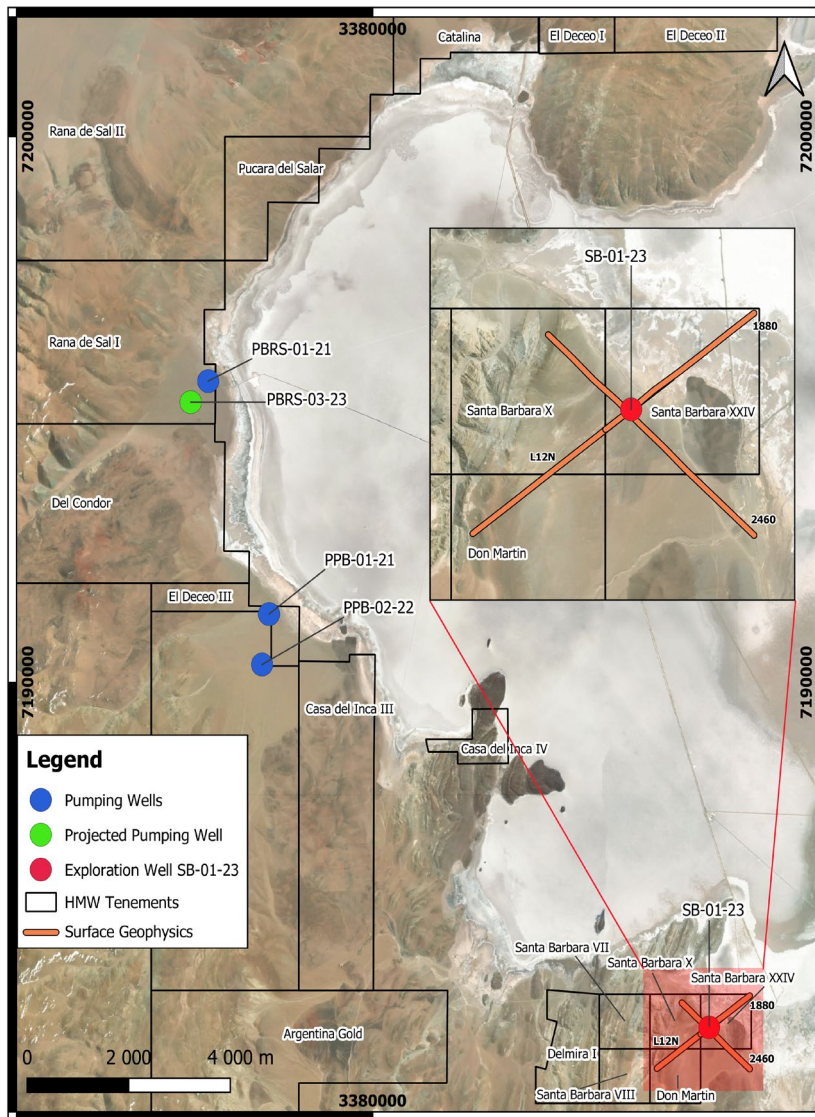 3380000
Catalina
El Deceo I
El Deceo II
7200000
7200000
Rana de Sal II
Pucara del Salar
SB-01-23
1880
Rana de Sal I
PBRS-01-21
PBRS-03-23
Santa Barbara X
Santa Barbara XXIV
L12N
2460
Don Martin
Del Condor
PPB-01-21
El Deceo III
PPB-02-22
7190000
7190000
Casa del Inca III
Casa del Inca IV
Legend
Pumping Wells
Projected Pumping Well
Exploration Well SB-01-23
HMW Tenements
Surface Geophysics
SB-01-23
Santa Barbara VII
Santa Barbara X
Santa Barbara XXIV
1880
L12N
2460
Argentina Gold
Delmira I
Santa Barbara VIII
Don Martin
0 2 000 4 000 m
3380000